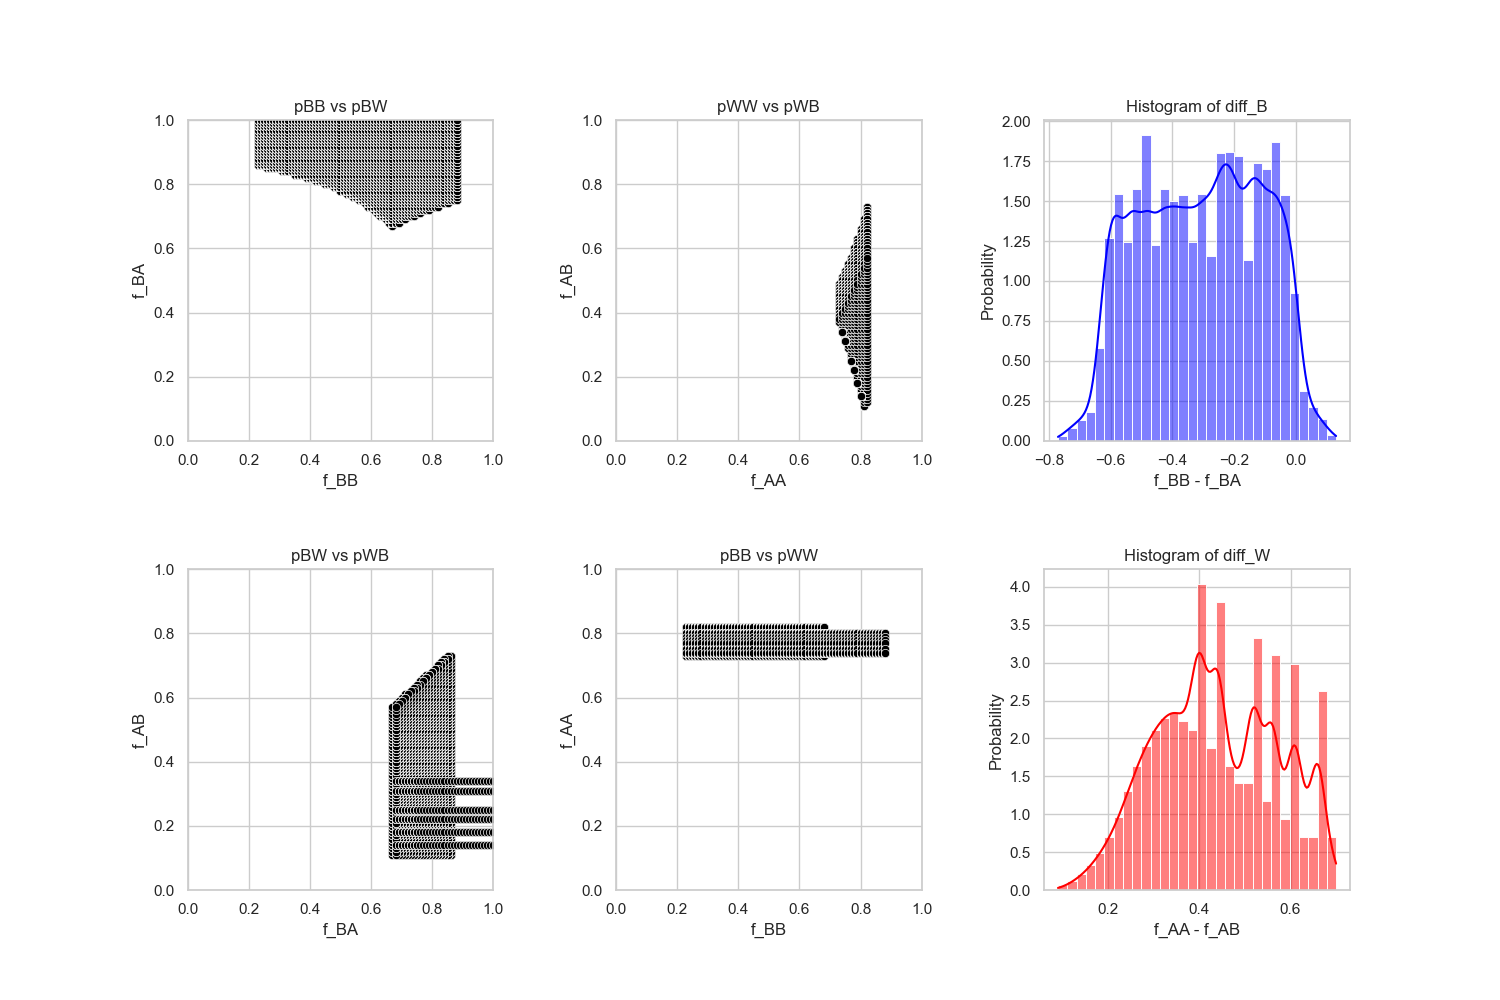 pBB vs pBW
1.0
0.8
0.6
0.4
0.2
0.0
f_BA
0.0 0.2 0.4 0.6 0.8 1.0
f_BB
pWW vs pWB
1.0
0.8
0.6
0.4
0.2
0.0
f_AB
0.0 0.2 0.4 0.6 0.8 1.0
f_AA
Histogram of diff_B
2.00
1.75
1.50
1.25
1.00
0.75
0.50
0.25
0.00
Probability
−0.8 −0.6 −0.4 −0.2 0.0
f_BB - f_BA
pBW vs pWB
1.0
0.8
0.6
0.4
0.2
0.0
f_AB
0.0 0.2 0.4 0.6 0.8 1.0
f_BA
pBB vs pWW
1.0
0.8
0.6
0.4
0.2
0.0
f_AA
0.0 0.2 0.4 0.6 0.8 1.0
f_BB
Histogram of diff_W
4.0
3.5
3.0
2.5
2.0
1.5
1.0
0.5
0.0
Probability
0.2 0.4 0.6
f_AA - f_AB